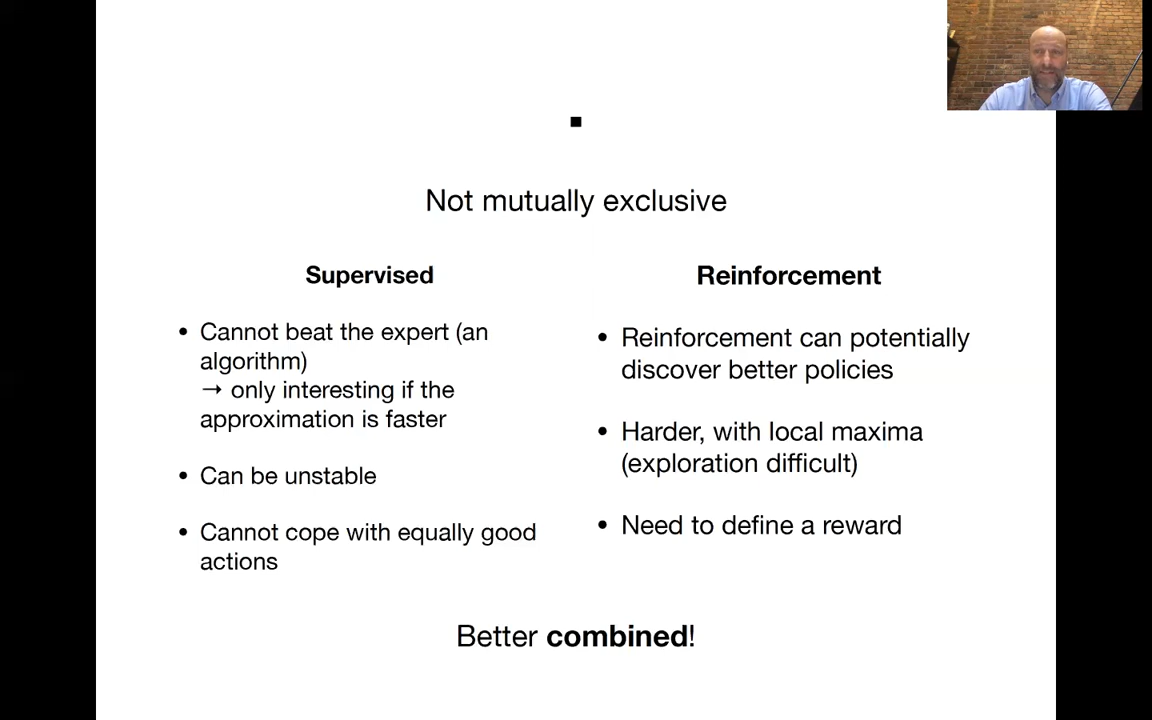 .
Not mutually exclusive
Supervised
• Cannot beat the expert (an
algorithm)
→ only interesting if the
approximation is faster
• Can be unstable
• Cannot cope with equally good
actions
Reinforcement
• Reinforcement can potentially
discover better policies
• Harder, with local maxima
(exploration difficult)
• Need to define a reward
Better combined!